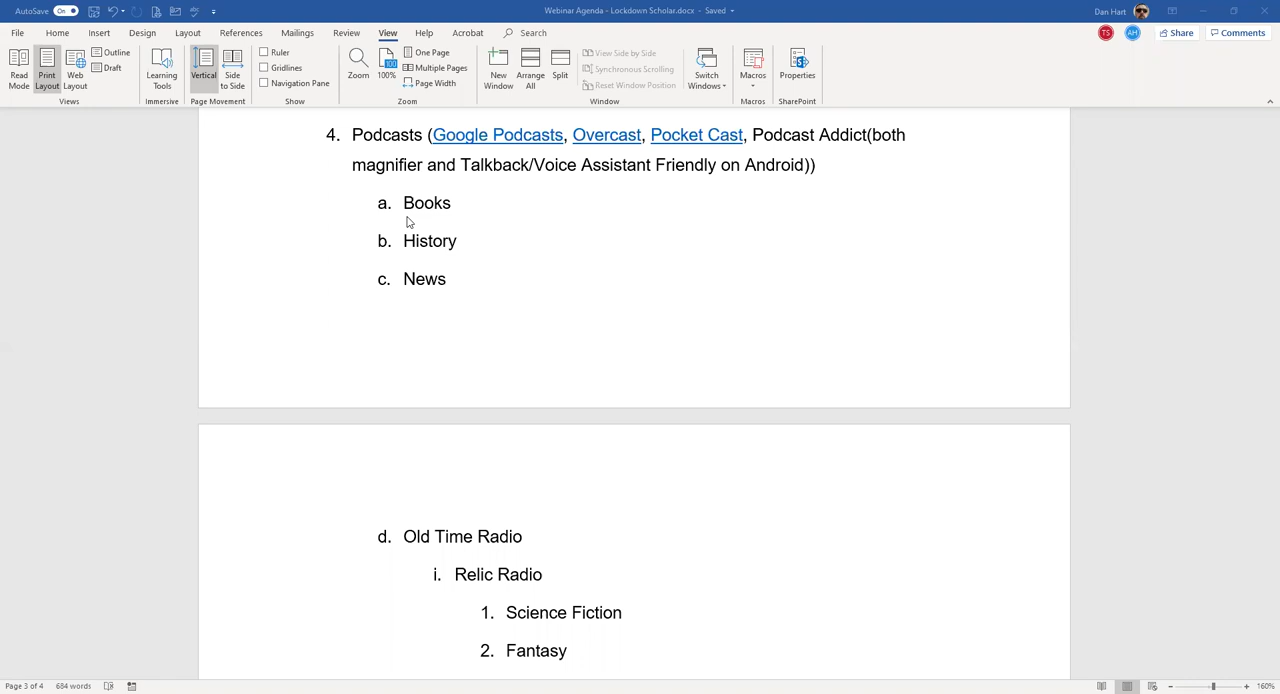 AutoSave On Webinar Agenda - Lockdown Scholar.docx - Saved Dan Hart
File Home Insert Design Layout References Mailings Review View Help Acrobat Search TS AH Share Comments
Read Mode Print Layout Web Layout Outline Draft Learning Tools Vertical Side to Side Ruler Gridlines Navigation Pane Zoom 100 100% One Page Multiple Pages Page Width New Window Arrange All Split View Side by Side Synchronous Scrolling Reset Window Position Switch Windows Macros Properties
Views Immersive Page Movement Show Zoom Window Macros SharePoint
4. Podcasts (Google Podcasts, Overcast, Pocket Cast, Podcast Addict(both
magnifier and Talkback/Voice Assistant Friendly on Android))
a. Books
b. History
c. News
d. Old Time Radio
i. Relic Radio
1. Science Fiction
2. Fantasy
Page 3 of 4 684 words 160%